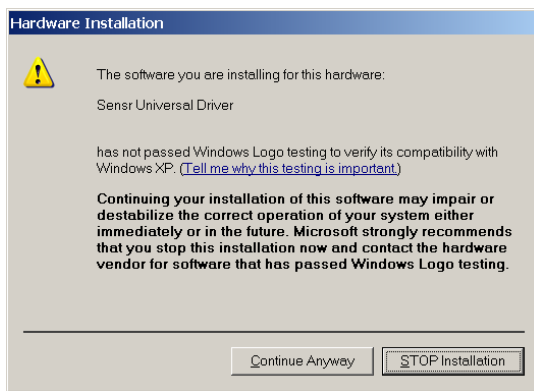 Hardware Installation
The software you are installing for this hardware:
Sensr Universal Driver
has not passed Windows Logo testing to verify its compatibility with
Windows XP. (Tell me why this testing is important.)
Continuing your installation of this software may impair or
destabilize the correct operation of your system either
immediately or in the future. Microsoft strongly recommends
that you stop this installation now and contact the hardware
vendor for software that has passed Windows Logo testing.
Continue Anyway
STOP Installation